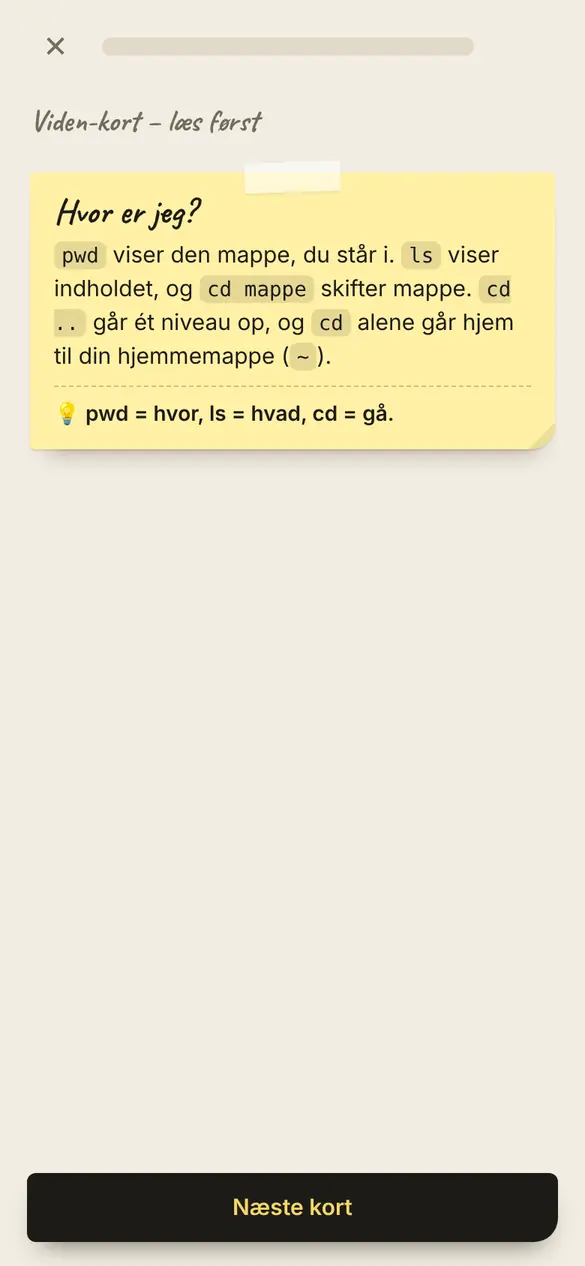 Viden-kort – læs først
Hvor er jeg?
pwd viser den mappe, du står i. ls viser
indholdet, og cd mappe skifter mappe. cd
.. går ét niveau op, og cd alene går hjem
til din hjemmemappe (~).
💡 pwd = hvor, ls = hvad, cd = gå.
Næste kort